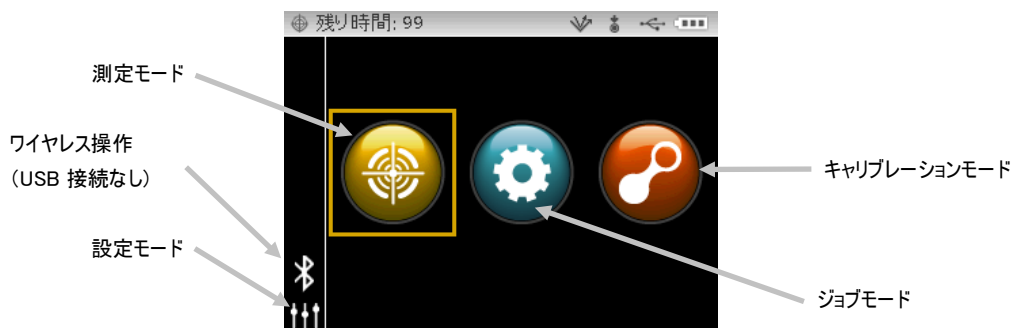 残り時間: 99
測定モード
ワイヤレス操作
（USB 接続なし）
キャリブレーションモード
設定モード
ジョブモード